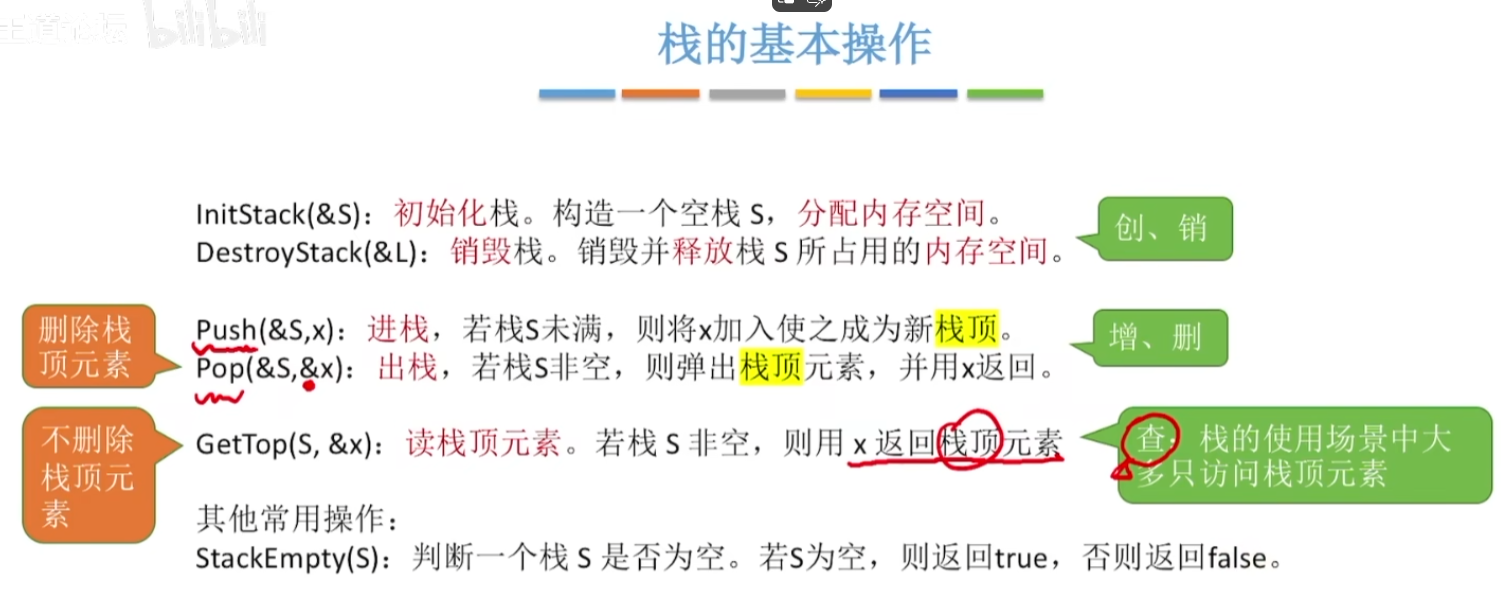 bilibili
栈的基本操作
InitStack(&S)：初始化栈。构造一个空栈 S，分配内存空间。
DestroyStack(&L)：销毁栈。销毁并释放栈 S 所占用的内存空间。
创、销
删除栈
顶元素
Push(&S,x)：进栈，若栈S未满，则将x加入使之成为新栈顶。
Pop(&S,&x)：出栈，若栈S非空，则弹出栈顶元素，并用x返回。
增、删
不删除
栈顶元
素
GetTop(S, &x)：读栈顶元素。若栈 S 非空，则用 x 返回栈顶元素
查：栈的使用场景中大
多只访问栈顶元素
其他常用操作：
StackEmpty(S)：判断一个栈 S 是否为空。若S为空，则返回true，否则返回false。